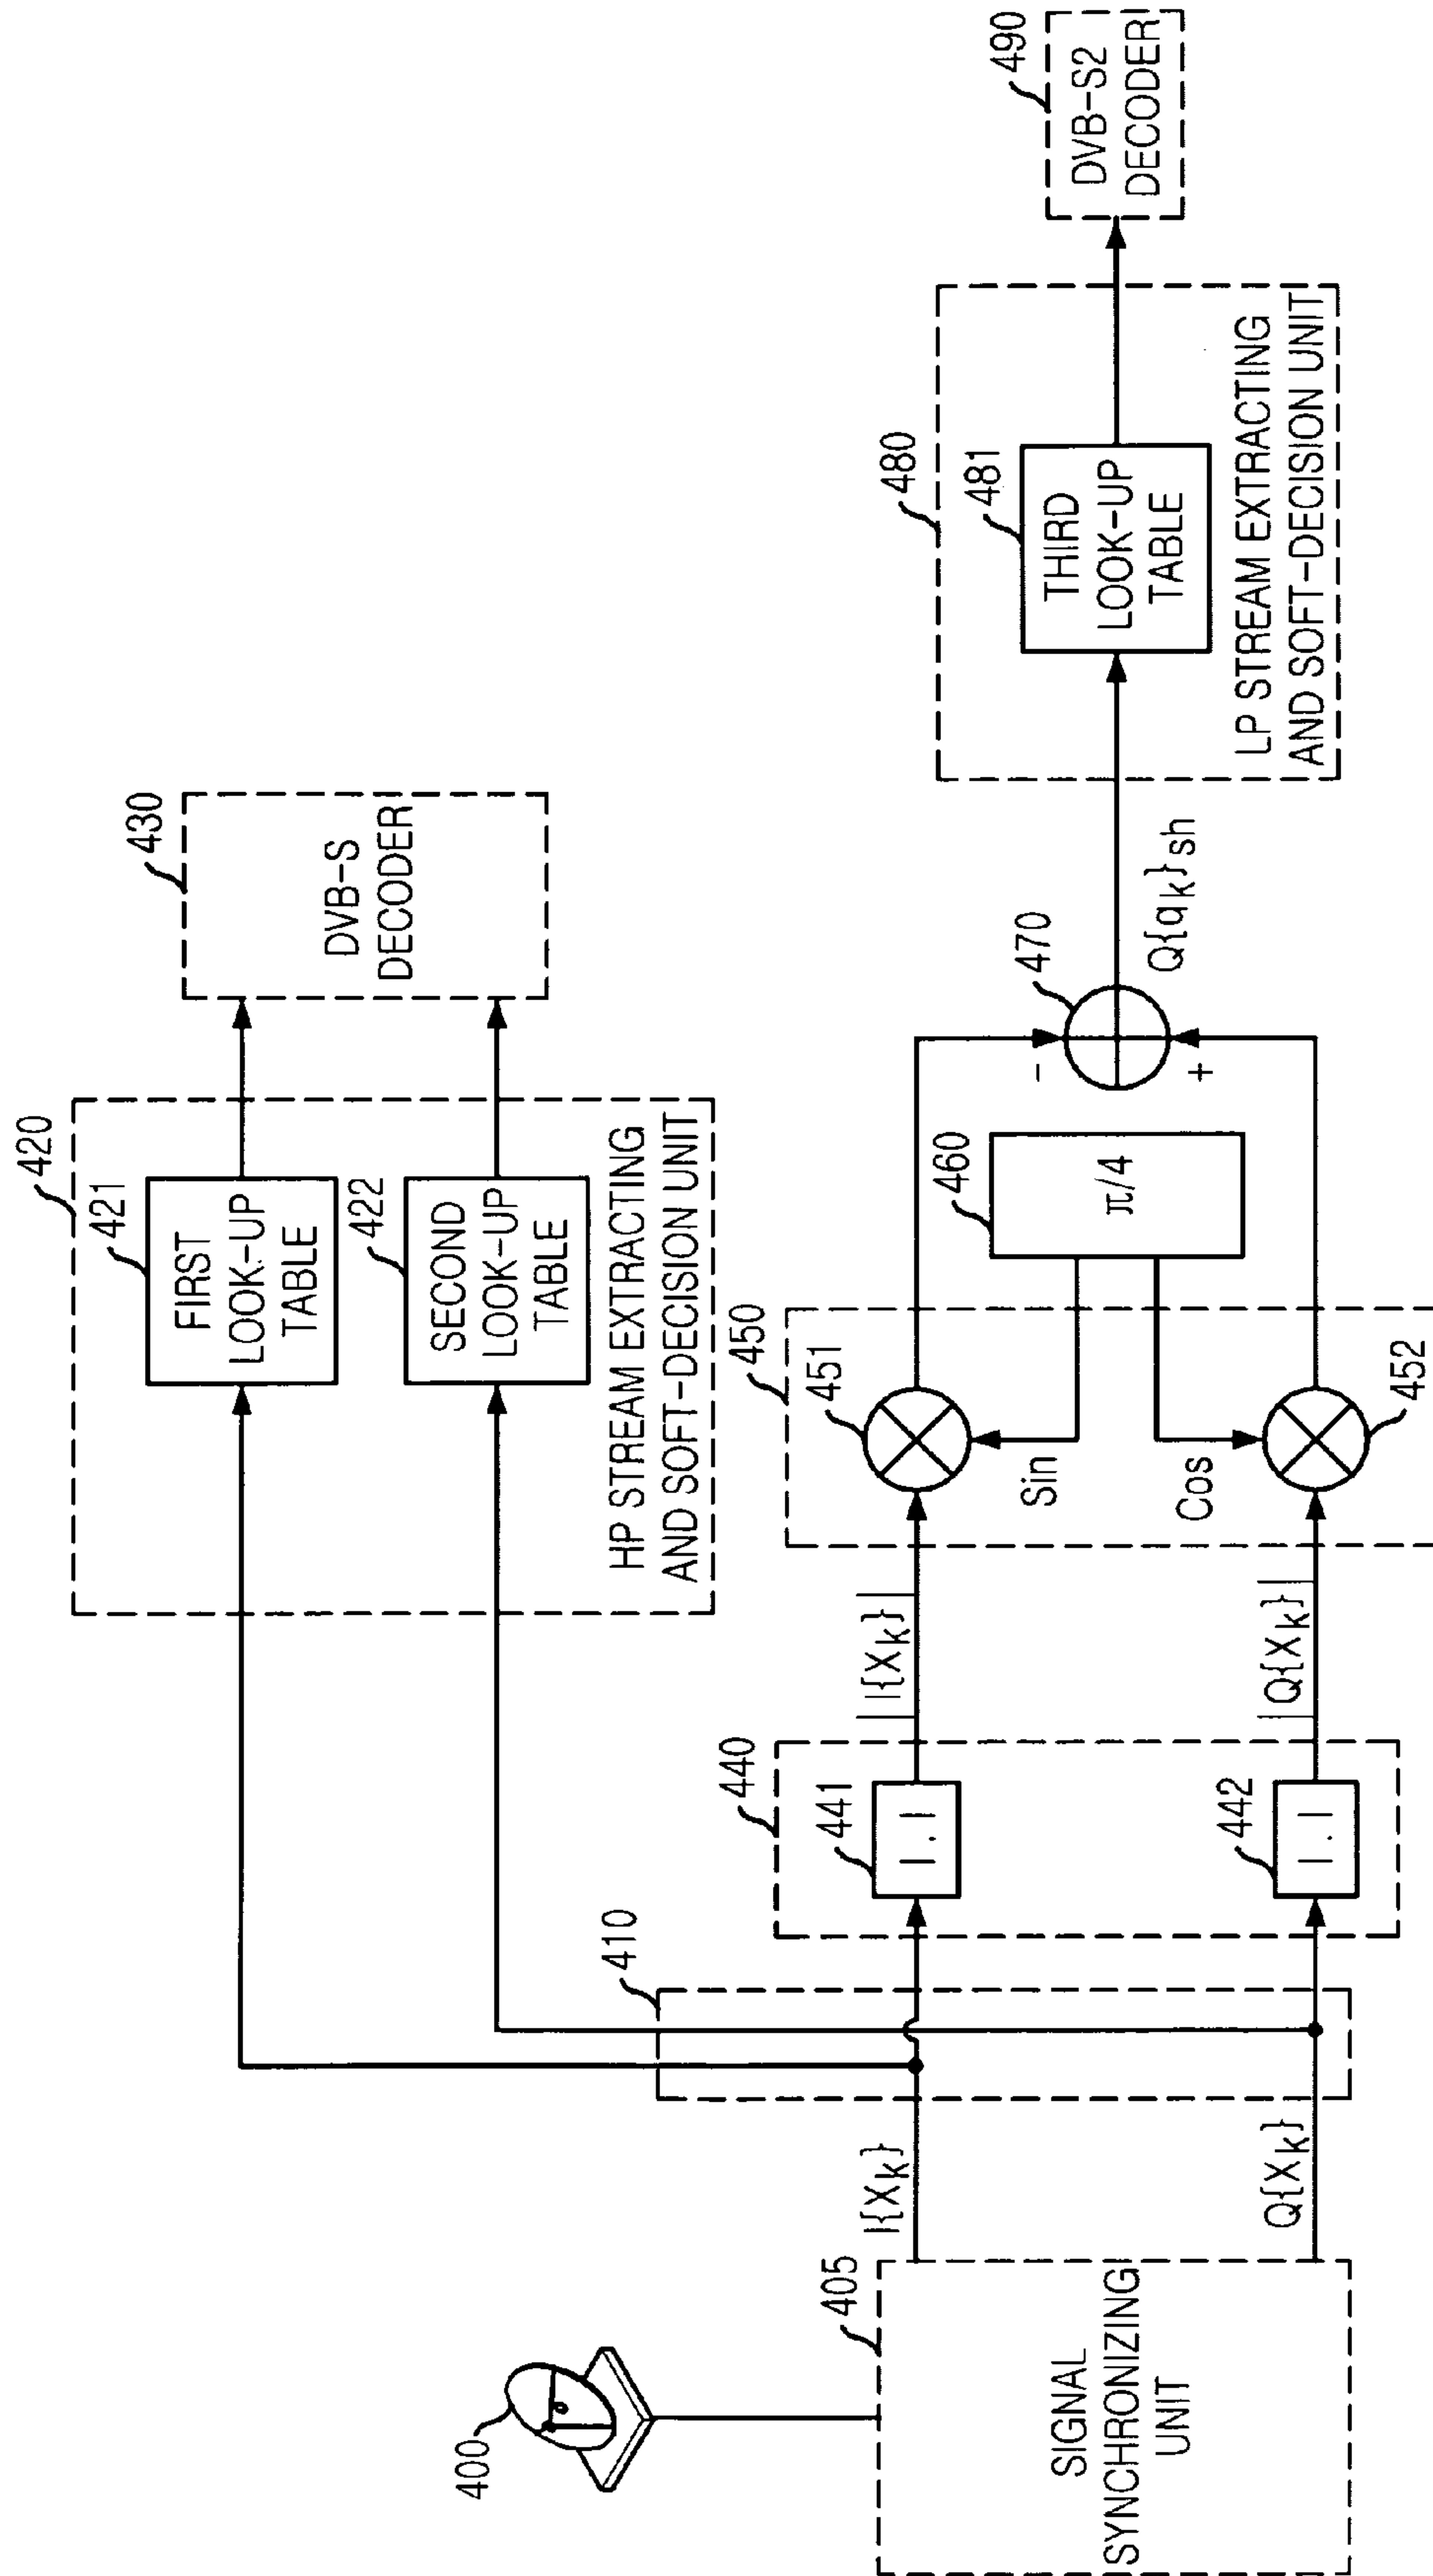 400
405
SIGNAL
SYNCHRONIZING
UNIT
I{Xk}
Q{Xk}
410
420
421
FIRST
LOOK-UP
TABLE
422
SECOND
LOOK-UP
TABLE
HP STREAM EXTRACTING
AND SOFT-DECISION UNIT
430
DVB-S
DECODER
440
441
|.|
442
|.|
|I{Xk}|
|Q{Xk}|
450
451
Sin
Cos
452
460
π/4
470
-
+
Q{qk}sh
480
481
THIRD
LOOK-UP
TABLE
LP STREAM EXTRACTING
AND SOFT-DECISION UNIT
490
DVB-S2
DECODER